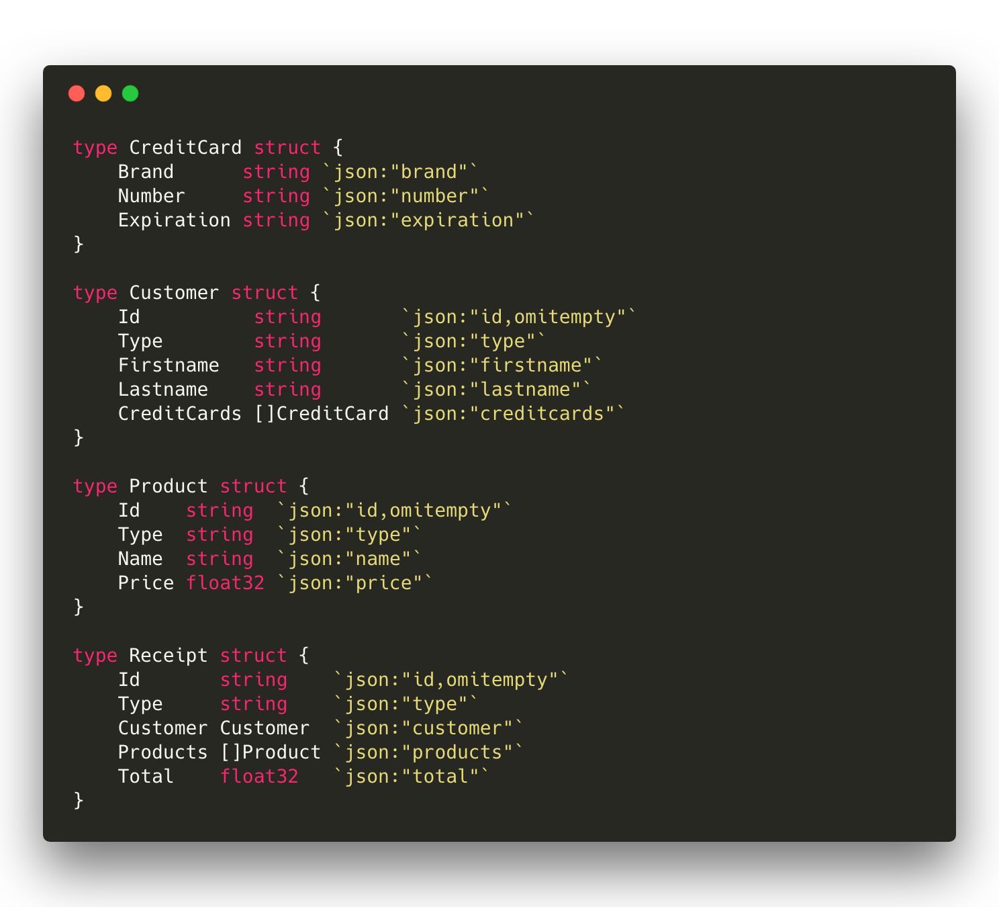 type CreditCard struct {
    Brand      string `json:"brand"`
    Number     string `json:"number"`
    Expiration string `json:"expiration"`
}

type Customer struct {
    Id          string       `json:"id,omitempty"`
    Type        string       `json:"type"`
    Firstname   string       `json:"firstname"`
    Lastname    string       `json:"lastname"`
    CreditCards []CreditCard `json:"creditcards"`
}

type Product struct {
    Id    string  `json:"id,omitempty"`
    Type  string  `json:"type"`
    Name  string  `json:"name"`
    Price float32 `json:"price"`
}

type Receipt struct {
    Id       string    `json:"id,omitempty"`
    Type     string    `json:"type"`
    Customer Customer  `json:"customer"`
    Products []Product `json:"products"`
    Total    float32   `json:"total"`
}